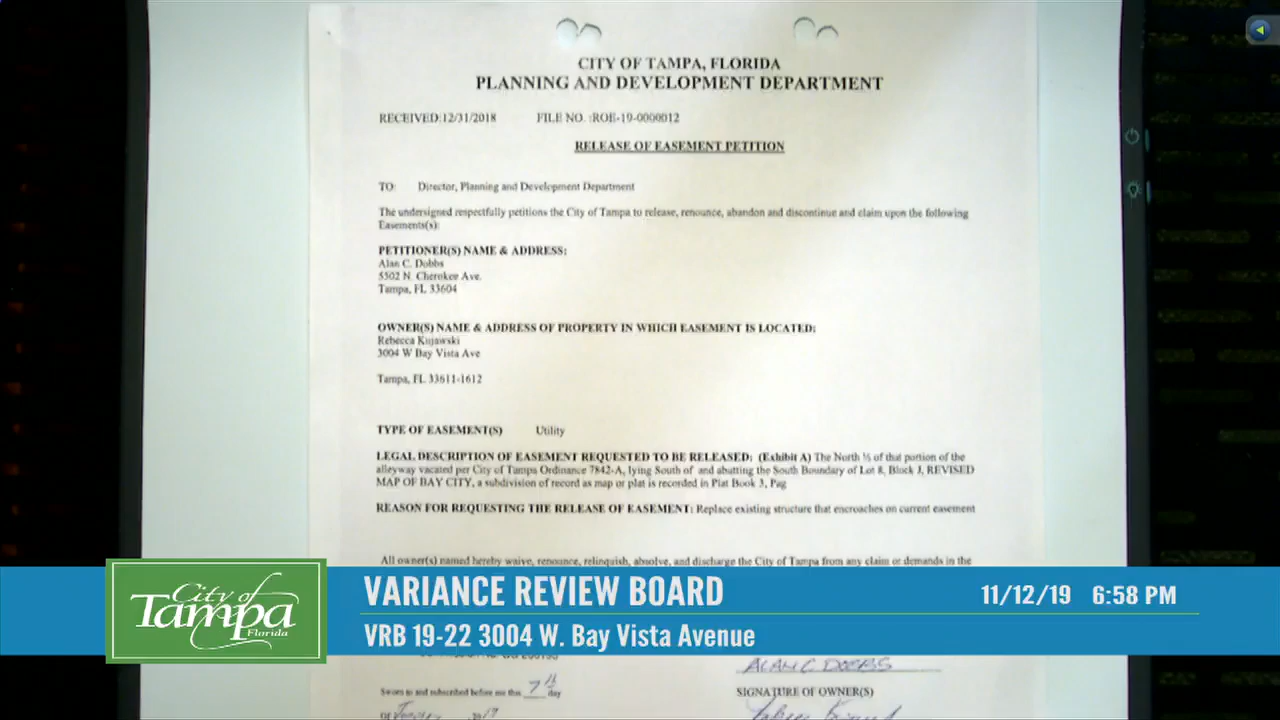 CITY OF TAMPA, FLORIDA
PLANNING AND DEVELOPMENT DEPARTMENT
RECEIVED:12/31/2018 FILE NO. :ROE-19-0000012
RELEASE OF EASEMENT PETITION
TO: Director, Planning and Development Department
The undersigned respectfully petitions the City of Tampa to release, renounce, abandon and discontinue and claim upon the following
Easements(s):
PETITIONER(S) NAME & ADDRESS:
Alan C. Dobbs
5502 N. Cherokee Ave.
Tampa, FL 33604
OWNER(S) NAME & ADDRESS OF PROPERTY IN WHICH EASEMENT IS LOCATED:
Rebecca Kujawski
3004 W Bay Vista Ave
Tampa, FL 33611-1612
TYPE OF EASEMENT(S) Utility
LEGAL DESCRIPTION OF EASEMENT REQUESTED TO BE RELEASED: (Exhibit A) The North ½ of that portion of the
alleyway vacated per City of Tampa Ordinance 7842-A, lying South of and abutting the South Boundary of Lot 8, Block J, REVISED
MAP OF BAY CITY, a subdivision of record as map or plat is recorded in Plat Book 3, Pag
REASON FOR REQUESTING THE RELEASE OF EASEMENT: Replace existing structure that encroaches on current easement
All owner(s) named hereby waive, renounce, relinquish, absolve, and discharge the City of Tampa from any claim or demands in the
City of Tampa Florida
VARIANCE REVIEW BOARD
11/12/19 6:58 PM
VRB 19-22 3004 W. Bay Vista Avenue
ALAN C DOBBS
Sworn to and subscribed before me this 7th day
SIGNATURE OF OWNER(S)